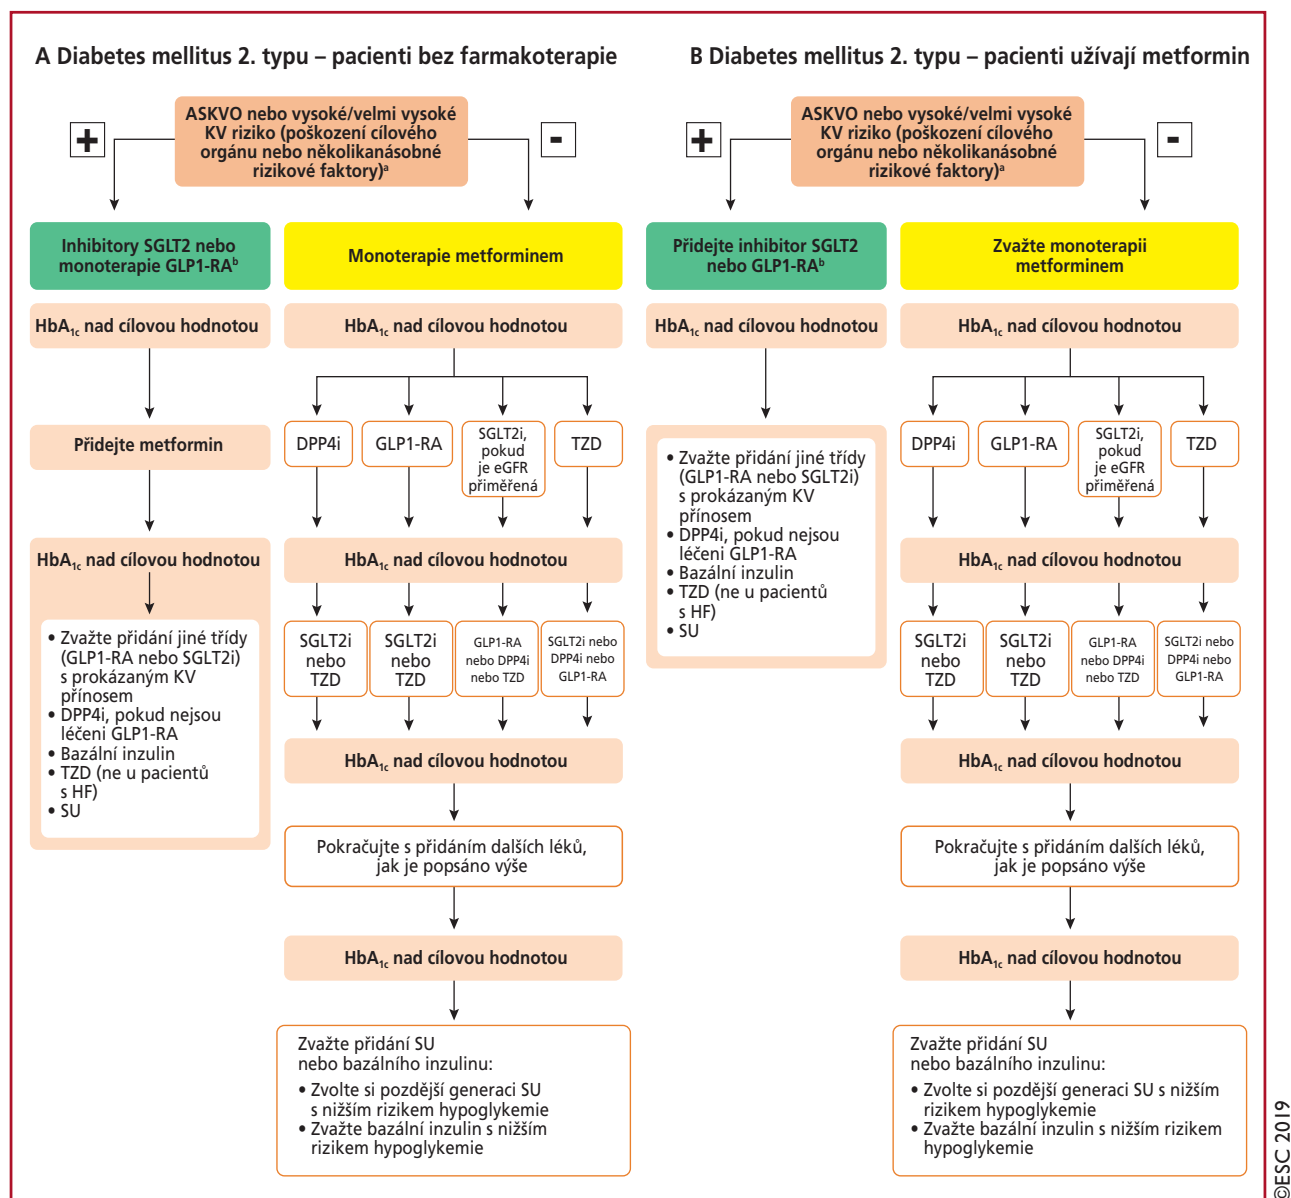 A Diabetes mellitus 2. typu – pacienti bez farmakoterapie
ASKVO nebo vysoké/velmi vysoké
KV riziko (poškození cílového
orgánu nebo několikanásobné
rizikové faktory)ᵃ
+
-
Inhibitory SGLT2 nebo
monoterapie GLP1-RAᵇ
HbA₁c nad cílovou hodnotou
Přidejte metformin
HbA₁c nad cílovou hodnotou
• Zvažte přidání jiné třídy
(GLP1-RA nebo SGLT2i)
s prokázaným KV
přínosem
• DPP4i, pokud nejsou
léčeni GLP1-RA
• Bazální inzulin
• TZD (ne u pacientů
s HF)
• SU
Monoterapie metforminem
HbA₁c nad cílovou hodnotou
DPP4i
GLP1-RA
SGLT2i,
pokud
je eGFR
přiměřená
TZD
HbA₁c nad cílovou hodnotou
SGLT2i
nebo
TZD
SGLT2i
nebo
TZD
GLP1-RA
nebo DPP4i
nebo TZD
SGLT2i nebo
DPP4i nebo
GLP1-RA
HbA₁c nad cílovou hodnotou
Pokračujte s přidáním dalších léků,
jak je popsáno výše
HbA₁c nad cílovou hodnotou
Zvažte přidání SU
nebo bazálního inzulinu:
• Zvolte si pozdější generaci SU
s nižším rizikem hypoglykemie
• Zvažte bazální inzulin s nižším
rizikem hypoglykemie
B Diabetes mellitus 2. typu – pacienti užívají metformin
ASKVO nebo vysoké/velmi vysoké
KV riziko (poškození cílového
orgánu nebo několikanásobné
rizikové faktory)ᵃ
+
-
Přidejte inhibitor SGLT2
nebo GLP1-RAᵇ
HbA₁c nad cílovou hodnotou
• Zvažte přidání jiné třídy
(GLP1-RA nebo SGLT2i)
s prokázaným KV
přínosem
• DPP4i, pokud nejsou
léčeni GLP1-RA
• Bazální inzulin
• TZD (ne u pacientů
s HF)
• SU
Zvažte monoterapii
metforminem
HbA₁c nad cílovou hodnotou
DPP4i
GLP1-RA
SGLT2i,
pokud
je eGFR
přiměřená
TZD
HbA₁c nad cílovou hodnotou
SGLT2i
nebo
TZD
SGLT2i
nebo
TZD
GLP1-RA
nebo DPP4i
nebo TZD
SGLT2i nebo
DPP4i nebo
GLP1-RA
HbA₁c nad cílovou hodnotou
Pokračujte s přidáním dalších léků,
jak je popsáno výše
HbA₁c nad cílovou hodnotou
Zvažte přidání SU
nebo bazálního inzulinu:
• Zvolte si pozdější generaci SU s nižším
rizikem hypoglykemie
• Zvažte bazální inzulin s nižším rizikem
hypoglykemie
©ESC 2019